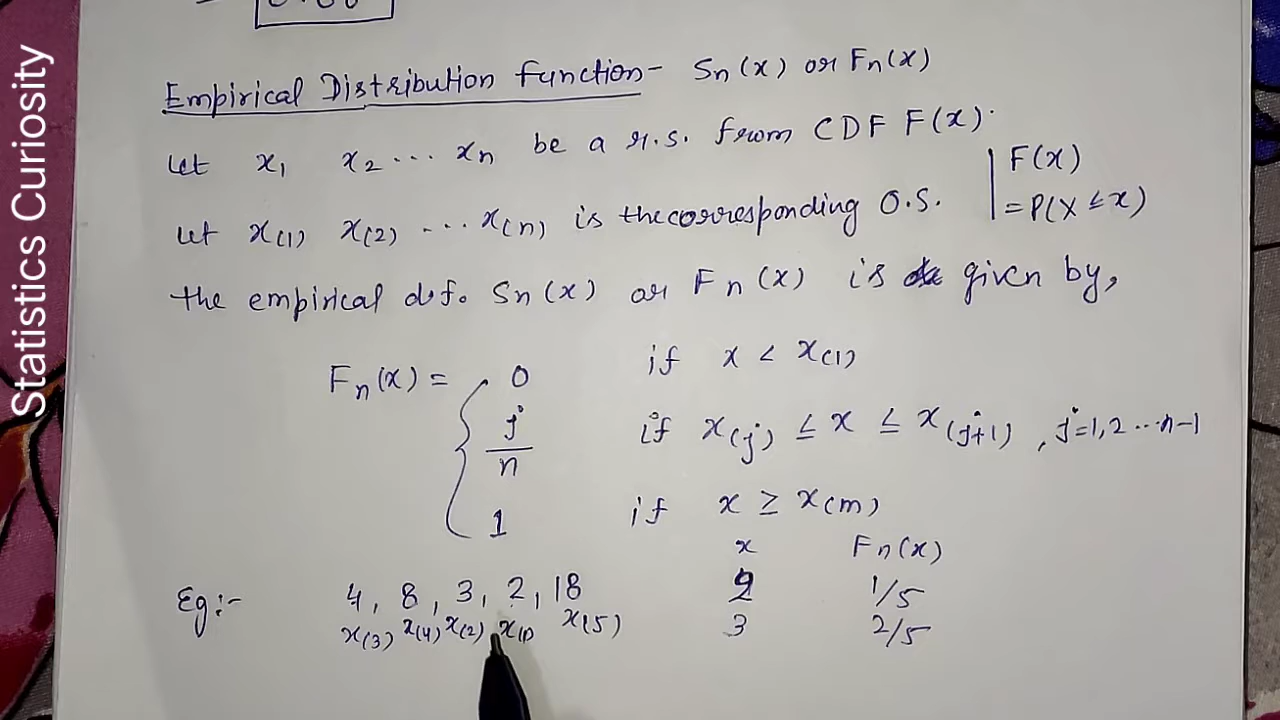 Statistics Curiosity
Empirical Distribution Function - Sn(x) or Fn(x)
Let x1 x2 ... xn be a r.s. from CDF F(x).
Let x(1) x(2) ... x(n) is the corresponding O.S. | F(x) = P(X ≤ x)
the empirical d.f. Sn(x) or Fn(x) is given by,
Fn(x) = { 0 if x < x(1)
j/n if x(j) ≤ x ≤ x(j+1), j=1,2...n-1
1 if x ≥ x(n)
x Fn(x)
Eg:- 4, 8, 3, 2, 18 2 1/5
x(3) x(4) x(2) x(1) x(5) 3 2/5